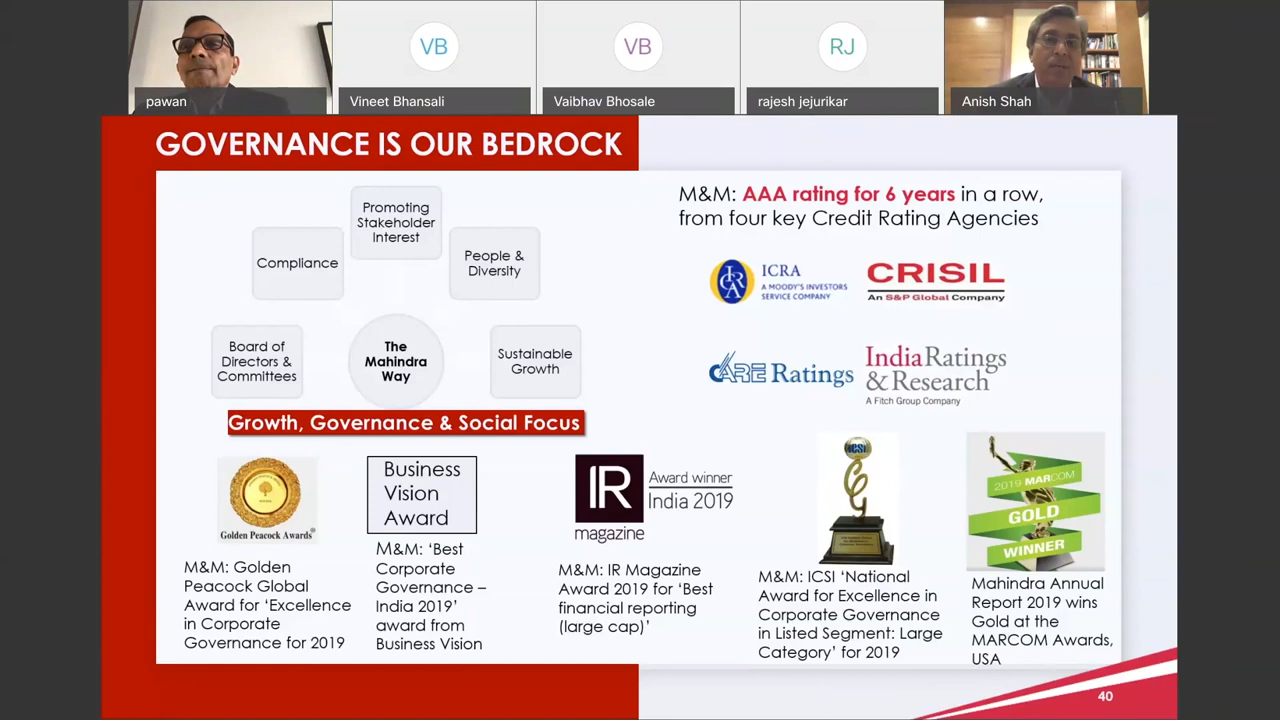 VB
VB
RJ
pawan
Vineet Bhansali
Vaibhav Bhosale
rajesh jejurikar
Anish Shah
GOVERNANCE IS OUR BEDROCK
Promoting
Stakeholder
Interest
Compliance
People &
Diversity
Board of
Directors &
Committees
The
Mahindra
Way
Sustainable
Growth
Growth, Governance & Social Focus
M&M: AAA rating for 6 years in a row,
from four key Credit Rating Agencies
ICRA
ICRA
A MOODY'S INVESTORS
SERVICE COMPANY
CRISIL
An S&P Global Company
CARE Ratings
India Ratings
& Research
A Fitch Group Company
Golden Peacock Awards®
M&M: Golden
Peacock Global
Award for ‘Excellence
in Corporate
Governance for 2019
Business
Vision
Award
M&M: ‘Best
Corporate
Governance –
India 2019’
award from
Business Vision
IR
magazine
Award winner
India 2019
M&M: IR Magazine
Award 2019 for ‘Best
financial reporting
(large cap)’
ICSI
M&M: ICSI ‘National
Award for Excellence in
Corporate Governance
in Listed Segment: Large
Category’ for 2019
2019 MARCOM
GOLD
WINNER
Mahindra Annual
Report 2019 wins
Gold at the
MARCOM Awards,
USA
40